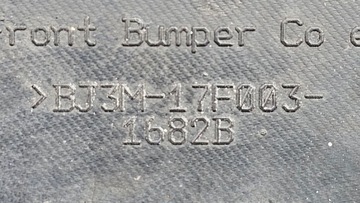 Front Bumper Co
>BJ3M-17F003-
1682B